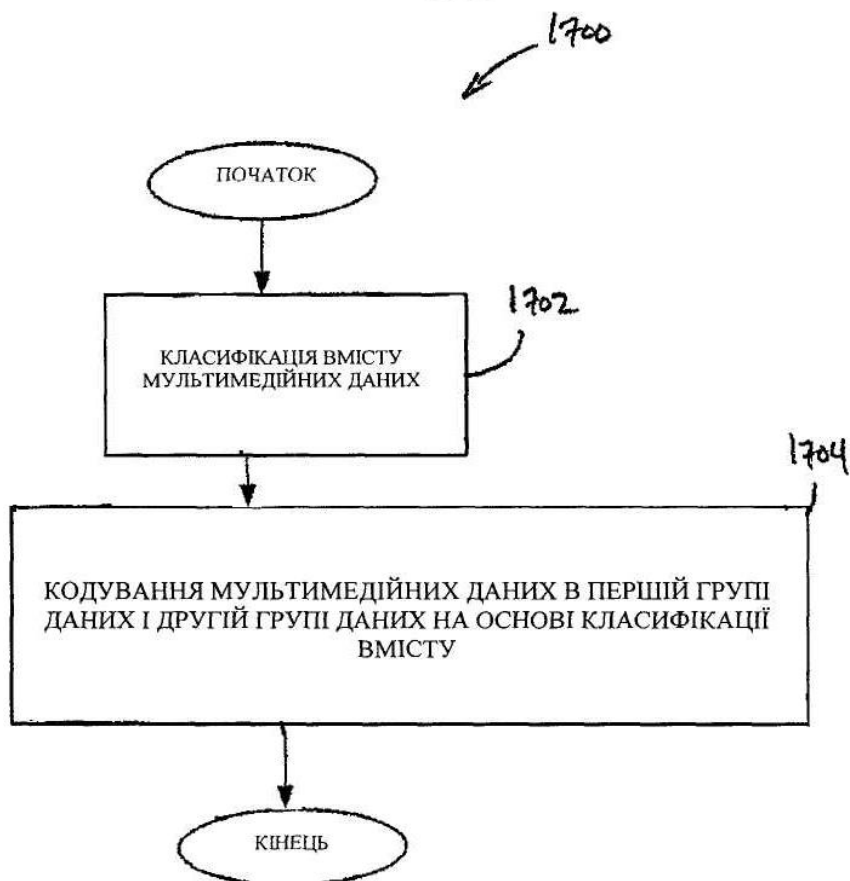 1700
ПОЧАТОК
1702
КЛАСИФІКАЦІЯ ВМІСТУ
МУЛЬТИМЕДІЙНИХ ДАНИХ
1704
КОДУВАННЯ МУЛЬТИМЕДІЙНИХ ДАНИХ В ПЕРШІЙ ГРУПІ
ДАНИХ І ДРУГІЙ ГРУПІ ДАНИХ НА ОСНОВІ КЛАСИФІКАЦІЇ
ВМІСТУ
КІНЕЦЬ